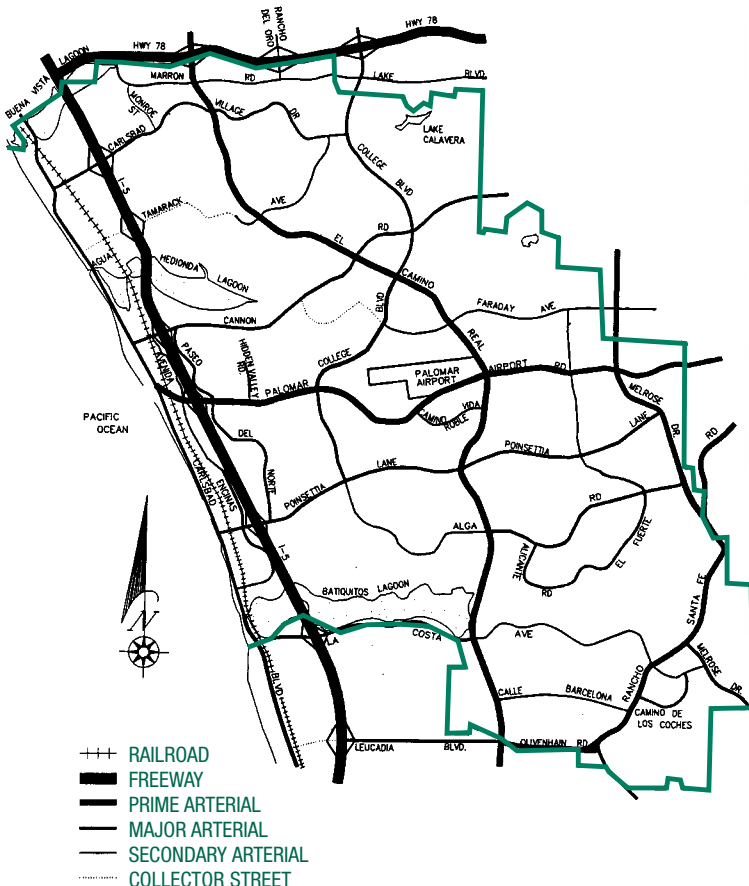 RANCHO
DEL ORO
HWY 78
HWY 78
LAGOON
BUENA VISTA
MARRON RD
LAKE BLVD.
MONROE
ST.
CARLSBAD VILLAGE DR
LAKE
CALAVERA
COLLEGE BLVD
I-5
TAMARACK AVE
EL CAMINO REAL
AGUA HEDIONDA LAGOON
CANNON RD
FARADAY AVE
COLLEGE BLVD
PASEO DEL NORTE
AVENIDA ENCINAS
HIDDEN VALLEY
RD.
PALOMAR AIRPORT RD
PALOMAR
AIRPORT
CAMINO VIDA
ROBLE
MELROSE DR.
PACIFIC
OCEAN
CARLSBAD BLVD
POINSETTIA LANE
POINSETTIA LANE
RD
ALGA RD
ALICANTE
RD
EL FUERTE
I-5
BATIQUITOS LAGOON
LA COSTA AVE
RANCHO SANTA FE
MELROSE DR.
CALLE BARCELONA
CAMINO DE
LOS COCHES
LEUCADIA BLVD.
OLIVENHAIN RD.
N
RAILROAD
FREEWAY
PRIME ARTERIAL
MAJOR ARTERIAL
SECONDARY ARTERIAL
COLLECTOR STREET